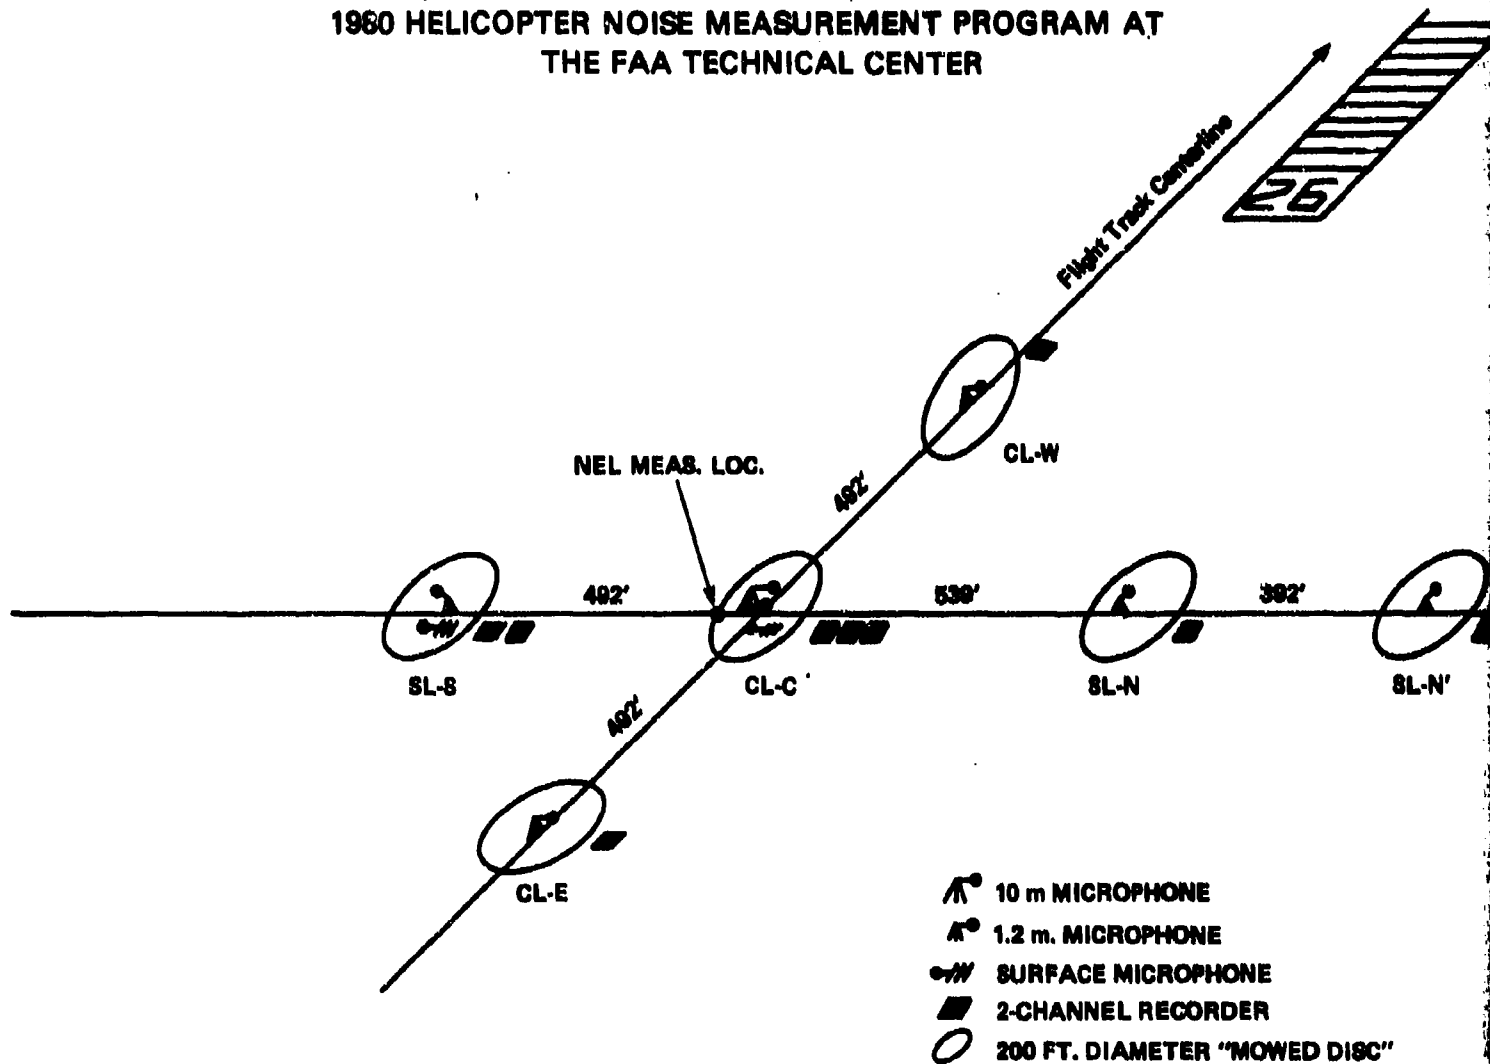 1980 HELICOPTER NOISE MEASUREMENT PROGRAM AT
THE FAA TECHNICAL CENTER
26
Flight Track Centerline
CL-W
NEL MEAS. LOC.
492'
492'
539'
392'
SL-S
CL-C
SL-N
SL-N'
492'
CL-E
10 m MICROPHONE
1.2 m. MICROPHONE
SURFACE MICROPHONE
2-CHANNEL RECORDER
200 FT. DIAMETER "MOWED DISC"